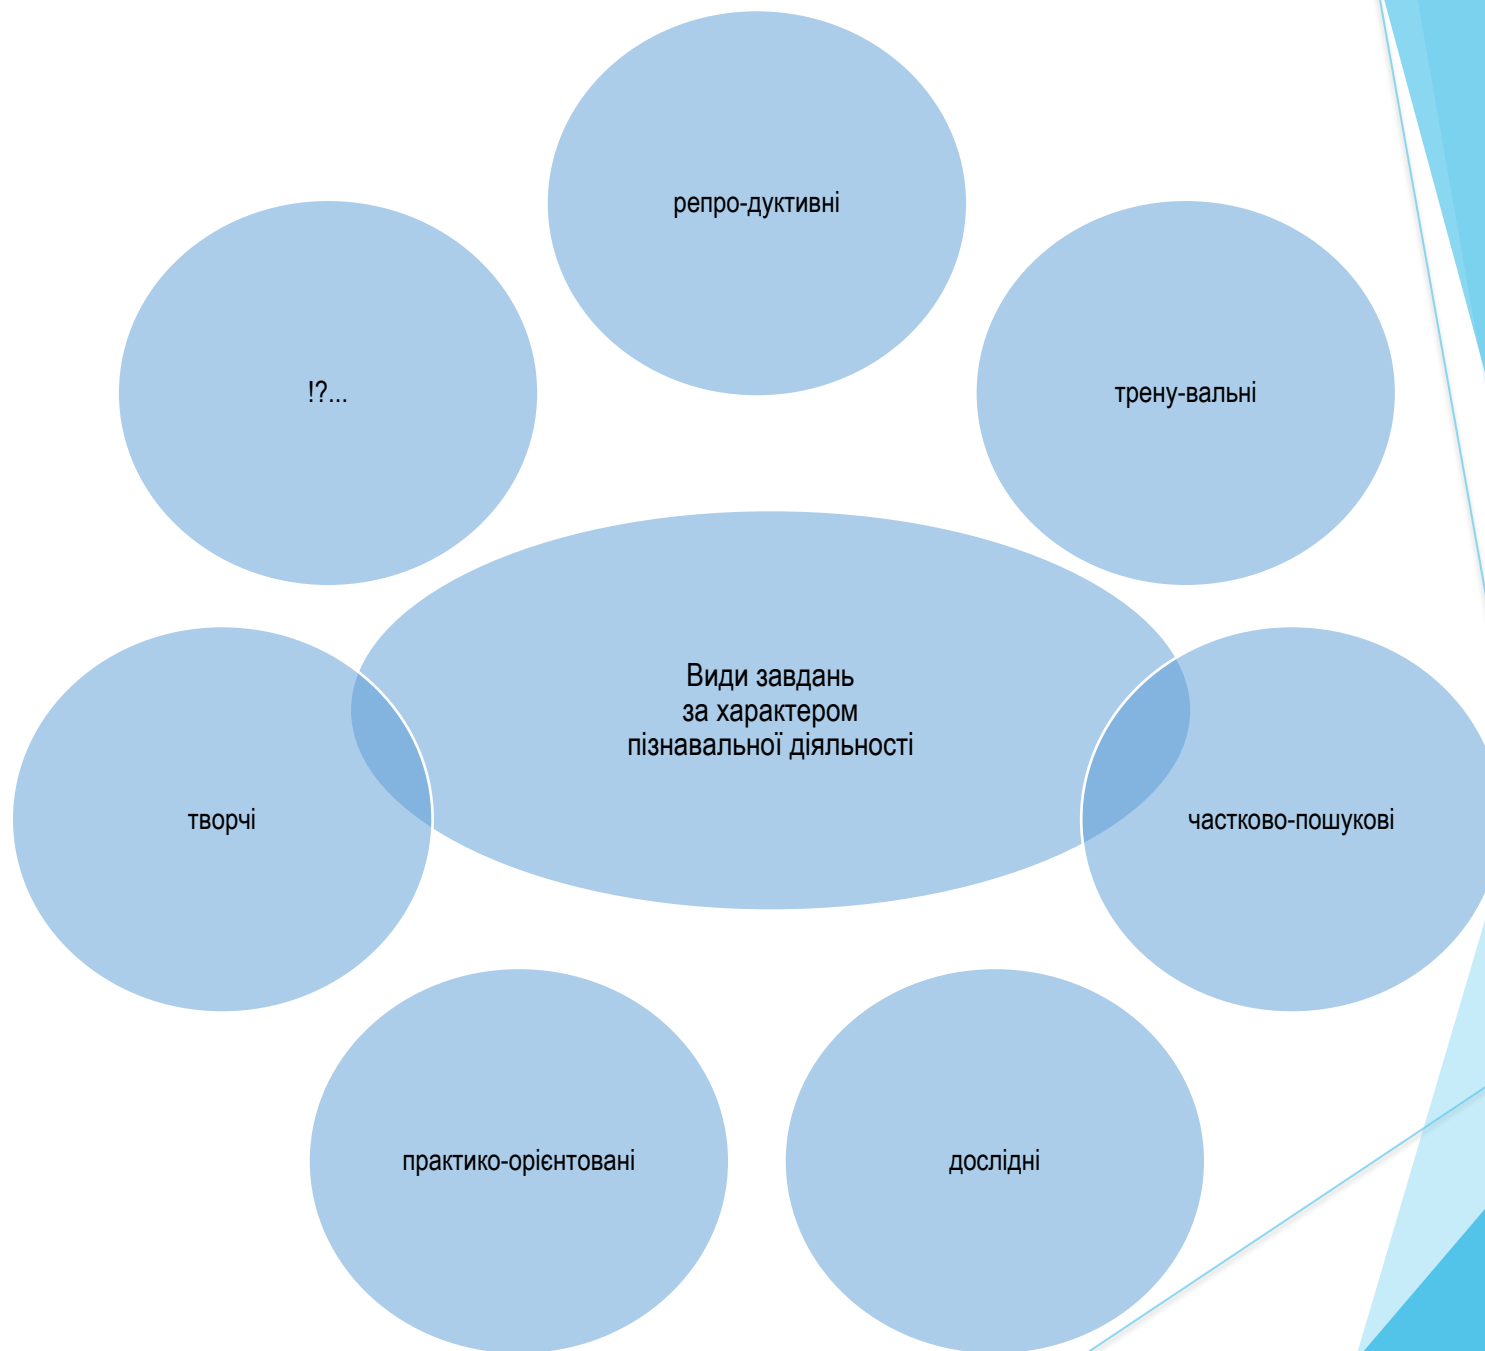 репро-дуктивні
!?...
трену-вальні
Види завдань
за характером
пізнавальної діяльності
творчі
частково-пошукові
практико-орієнтовані
дослідні